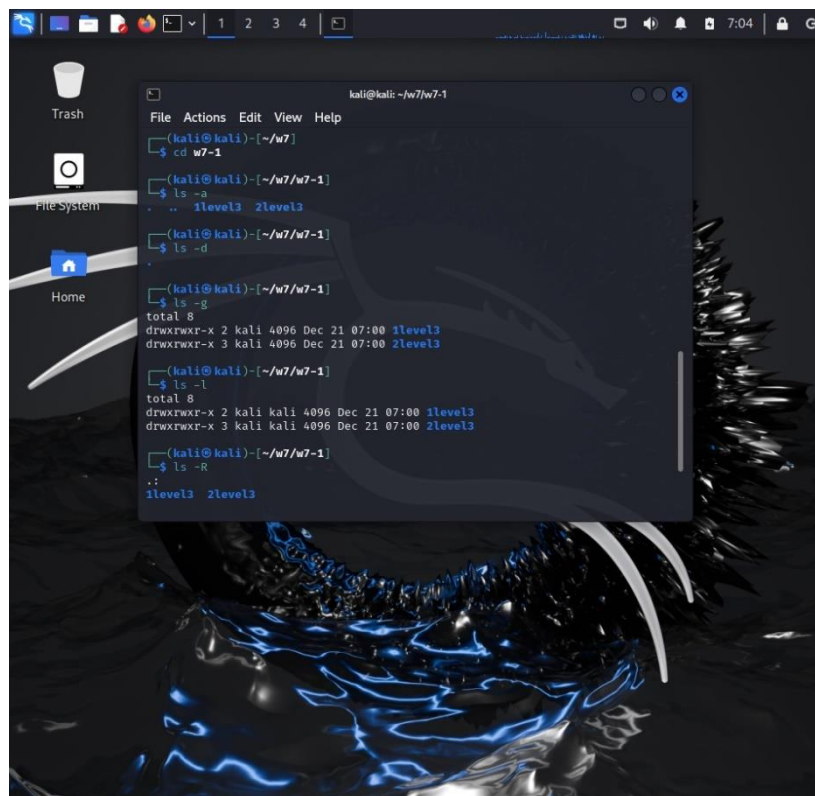 1 2 3 4
7:04
Trash
File System
Home
kali@kali: ~/w7/w7-1
File Actions Edit View Help
┌──(kali㉿kali)-[~/w7]
└─$ cd w7-1
┌──(kali㉿kali)-[~/w7/w7-1]
└─$ ls -a
. .. 1level3 2level3
┌──(kali㉿kali)-[~/w7/w7-1]
└─$ ls -d
.
┌──(kali㉿kali)-[~/w7/w7-1]
└─$ ls -g
total 8
drwxrwxr-x 2 kali 4096 Dec 21 07:00 1level3
drwxrwxr-x 3 kali 4096 Dec 21 07:00 2level3
┌──(kali㉿kali)-[~/w7/w7-1]
└─$ ls -l
total 8
drwxrwxr-x 2 kali kali 4096 Dec 21 07:00 1level3
drwxrwxr-x 3 kali kali 4096 Dec 21 07:00 2level3
┌──(kali㉿kali)-[~/w7/w7-1]
└─$ ls -R
.:
1level3 2level3